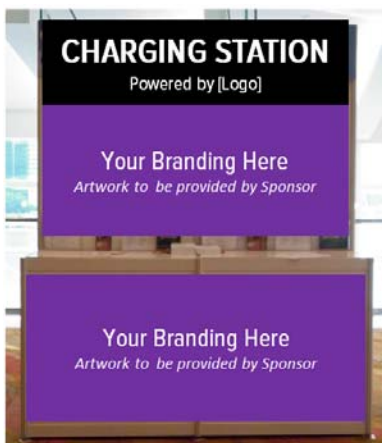 CHARGING STATION
Powered by [Logo]
Your Branding Here
Artwork to be provided by Sponsor
Your Branding Here
Artwork to be provided by Sponsor